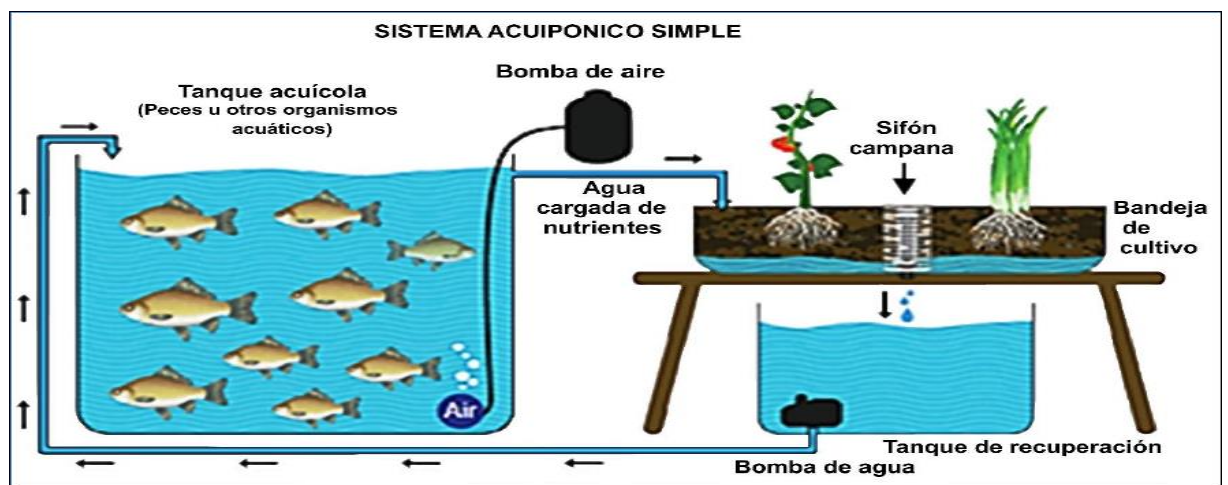 SISTEMA ACUIPONICO SIMPLE
Tanque acuícola
(Peces u otros organismos
acuáticos)
Bomba de aire
Agua
cargada de
nutrientes
Sifón
campana
Bandeja
de
cultivo
Air
Tanque de recuperación
Bomba de agua